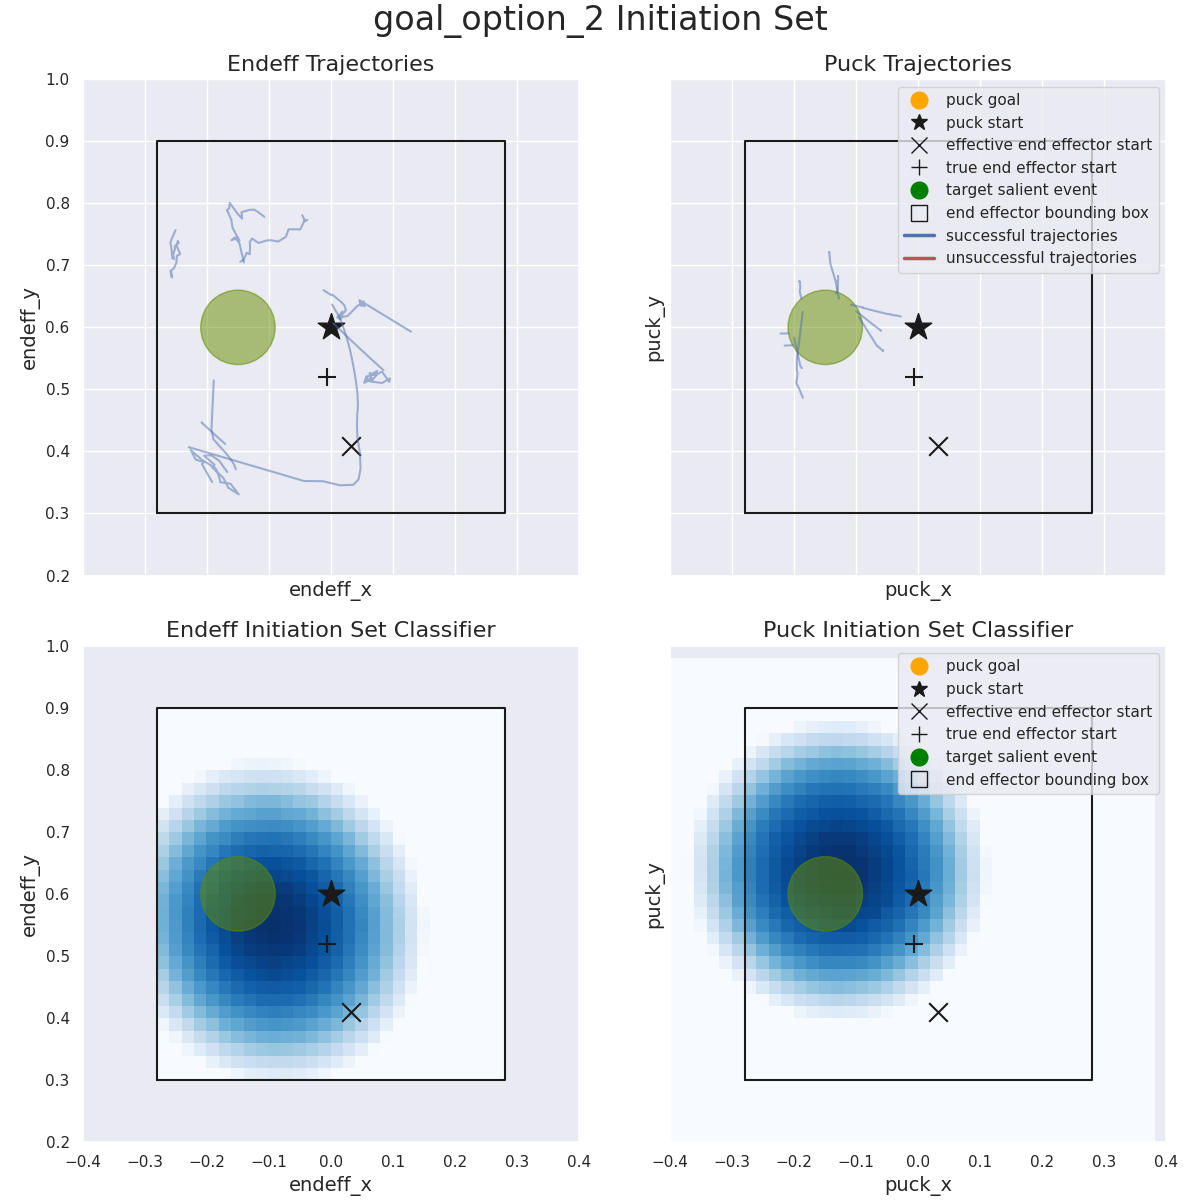 goal_option_2 Initiation Set
Endeff Trajectories
Puck Trajectories
1.0
0.9
0.8
0.7
0.6
0.5
0.4
0.3
0.2
endeff_y
endeff_x
puck_y
puck_x
puck goal
puck start
effective end effector start
true end effector start
target salient event
end effector bounding box
successful trajectories
unsuccessful trajectories
Endeff Initiation Set Classifier
Puck Initiation Set Classifier
1.0
0.9
0.8
0.7
0.6
0.5
0.4
0.3
0.2
endeff_y
−0.4 −0.3 −0.2 −0.1 0.0 0.1 0.2 0.3 0.4
endeff_x
puck_y
puck goal
puck start
effective end effector start
true end effector start
target salient event
end effector bounding box
−0.4 −0.3 −0.2 −0.1 0.0 0.1 0.2 0.3 0.4
puck_x